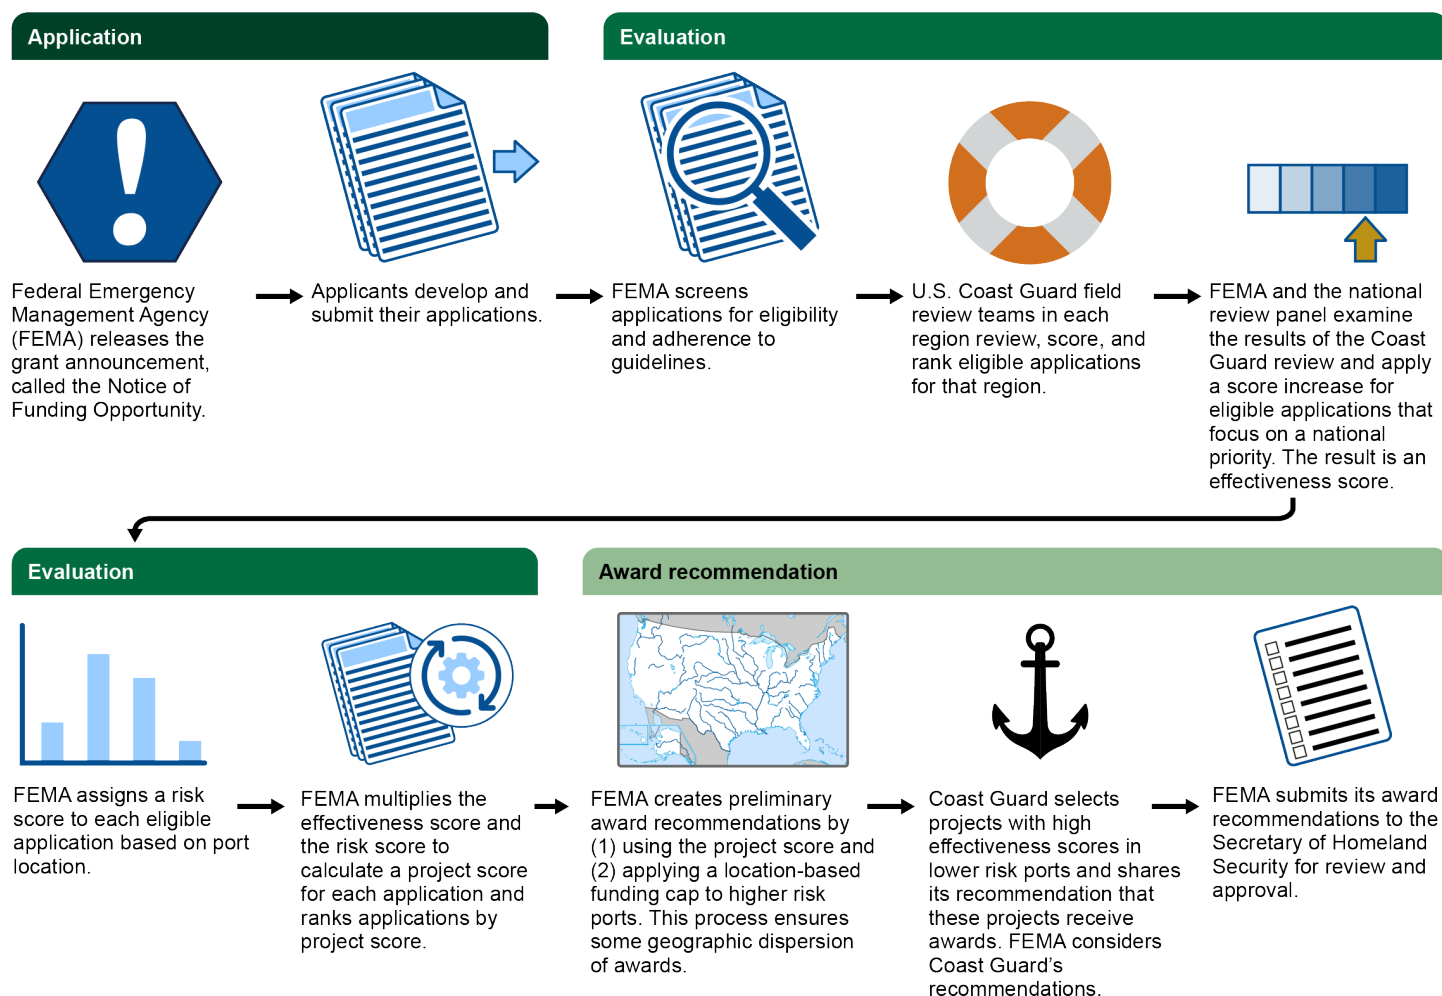 Application
Evaluation
Federal Emergency
Management Agency
(FEMA) releases the
grant announcement,
called the Notice of
Funding Opportunity.
Applicants develop and
submit their applications.
FEMA screens
applications for eligibility
and adherence to
guidelines.
U.S. Coast Guard field
review teams in each
region review, score, and
rank eligible applications
for that region.
FEMA and the national
review panel examine
the results of the Coast
Guard review and apply
a score increase for
eligible applications that
focus on a national
priority. The result is an
effectiveness score.
Evaluation
Award recommendation
FEMA assigns a risk
score to each eligible
application based on port
location.
FEMA multiplies the
effectiveness score and
the risk score to
calculate a project score
for each application and
ranks applications by
project score.
FEMA creates preliminary
award recommendations by
(1) using the project score and
(2) applying a location-based
funding cap to higher risk
ports. This process ensures
some geographic dispersion
of awards.
Coast Guard selects
projects with high
effectiveness scores in
lower risk ports and shares
its recommendation that
these projects receive
awards. FEMA considers
Coast Guard’s
recommendations.
FEMA submits its award
recommendations to the
Secretary of Homeland
Security for review and
approval.